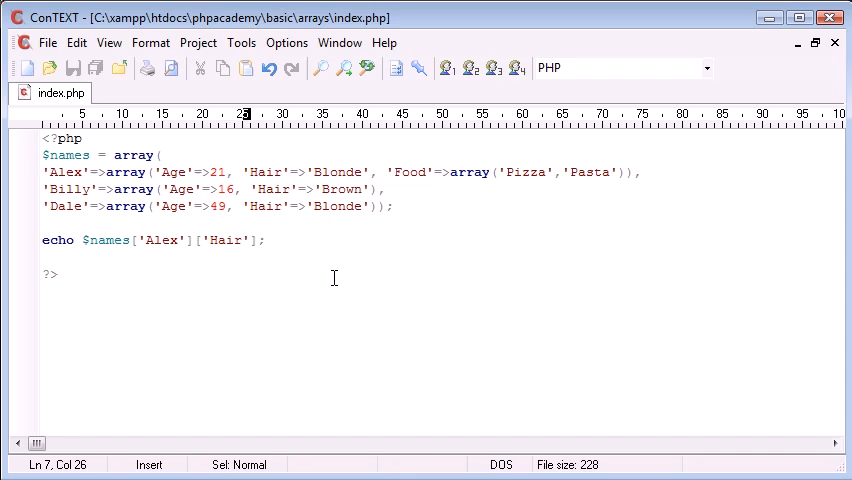 ConTEXT - [C:\xampp\htdocs\phpacademy\basic\arrays\index.php]
File Edit View Format Project Tools Options Window Help
PHP
index.php
5 10 15 20 25 30 35 40 45 50 55 60 65 70 75 80 85 90 95 10
<?php
$names = array(
'Alex'=>array('Age'=>21, 'Hair'=>'Blonde', 'Food'=>array('Pizza','Pasta')),
'Billy'=>array('Age'=>16, 'Hair'=>'Brown'),
'Dale'=>array('Age'=>49, 'Hair'=>'Blonde'));
echo $names['Alex']['Hair'];
?>
Ln 7, Col 26 Insert Sel: Normal DOS File size: 228